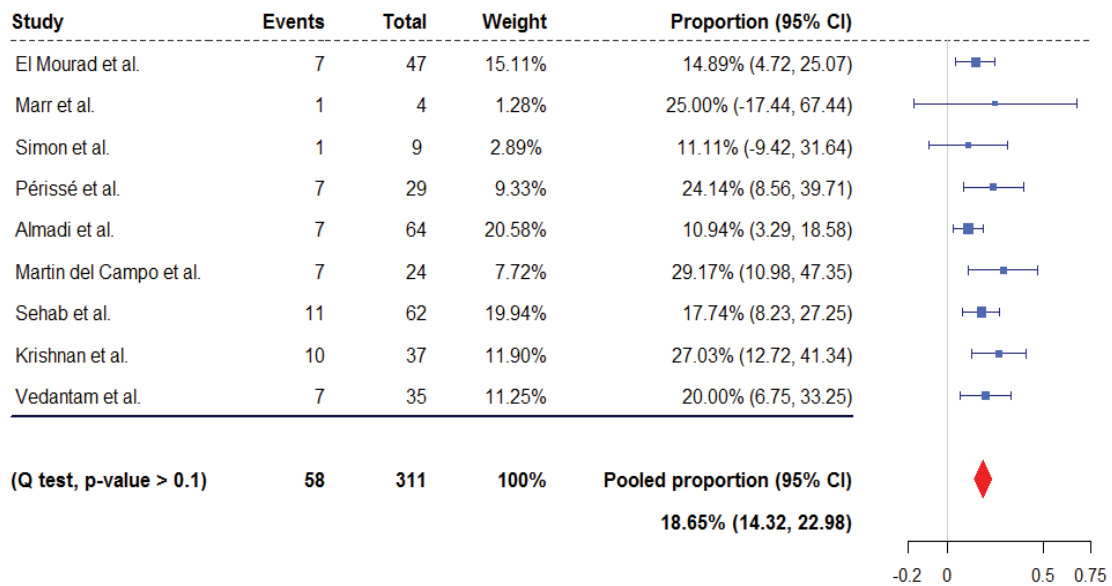 Study Events Total Weight Proportion (95% CI)
El Mourad et al. 7 47 15.11% 14.89% (4.72, 25.07)
Marr et al. 1 4 1.28% 25.00% (-17.44, 67.44)
Simon et al. 1 9 2.89% 11.11% (-9.42, 31.64)
Périssé et al. 7 29 9.33% 24.14% (8.56, 39.71)
Almadi et al. 7 64 20.58% 10.94% (3.29, 18.58)
Martin del Campo et al. 7 24 7.72% 29.17% (10.98, 47.35)
Sehab et al. 11 62 19.94% 17.74% (8.23, 27.25)
Krishnan et al. 10 37 11.90% 27.03% (12.72, 41.34)
Vedantam et al. 7 35 11.25% 20.00% (6.75, 33.25)
(Q test, p-value > 0.1) 58 311 100% Pooled proportion (95% CI)
18.65% (14.32, 22.98)
-0.2 0 0.5 0.75